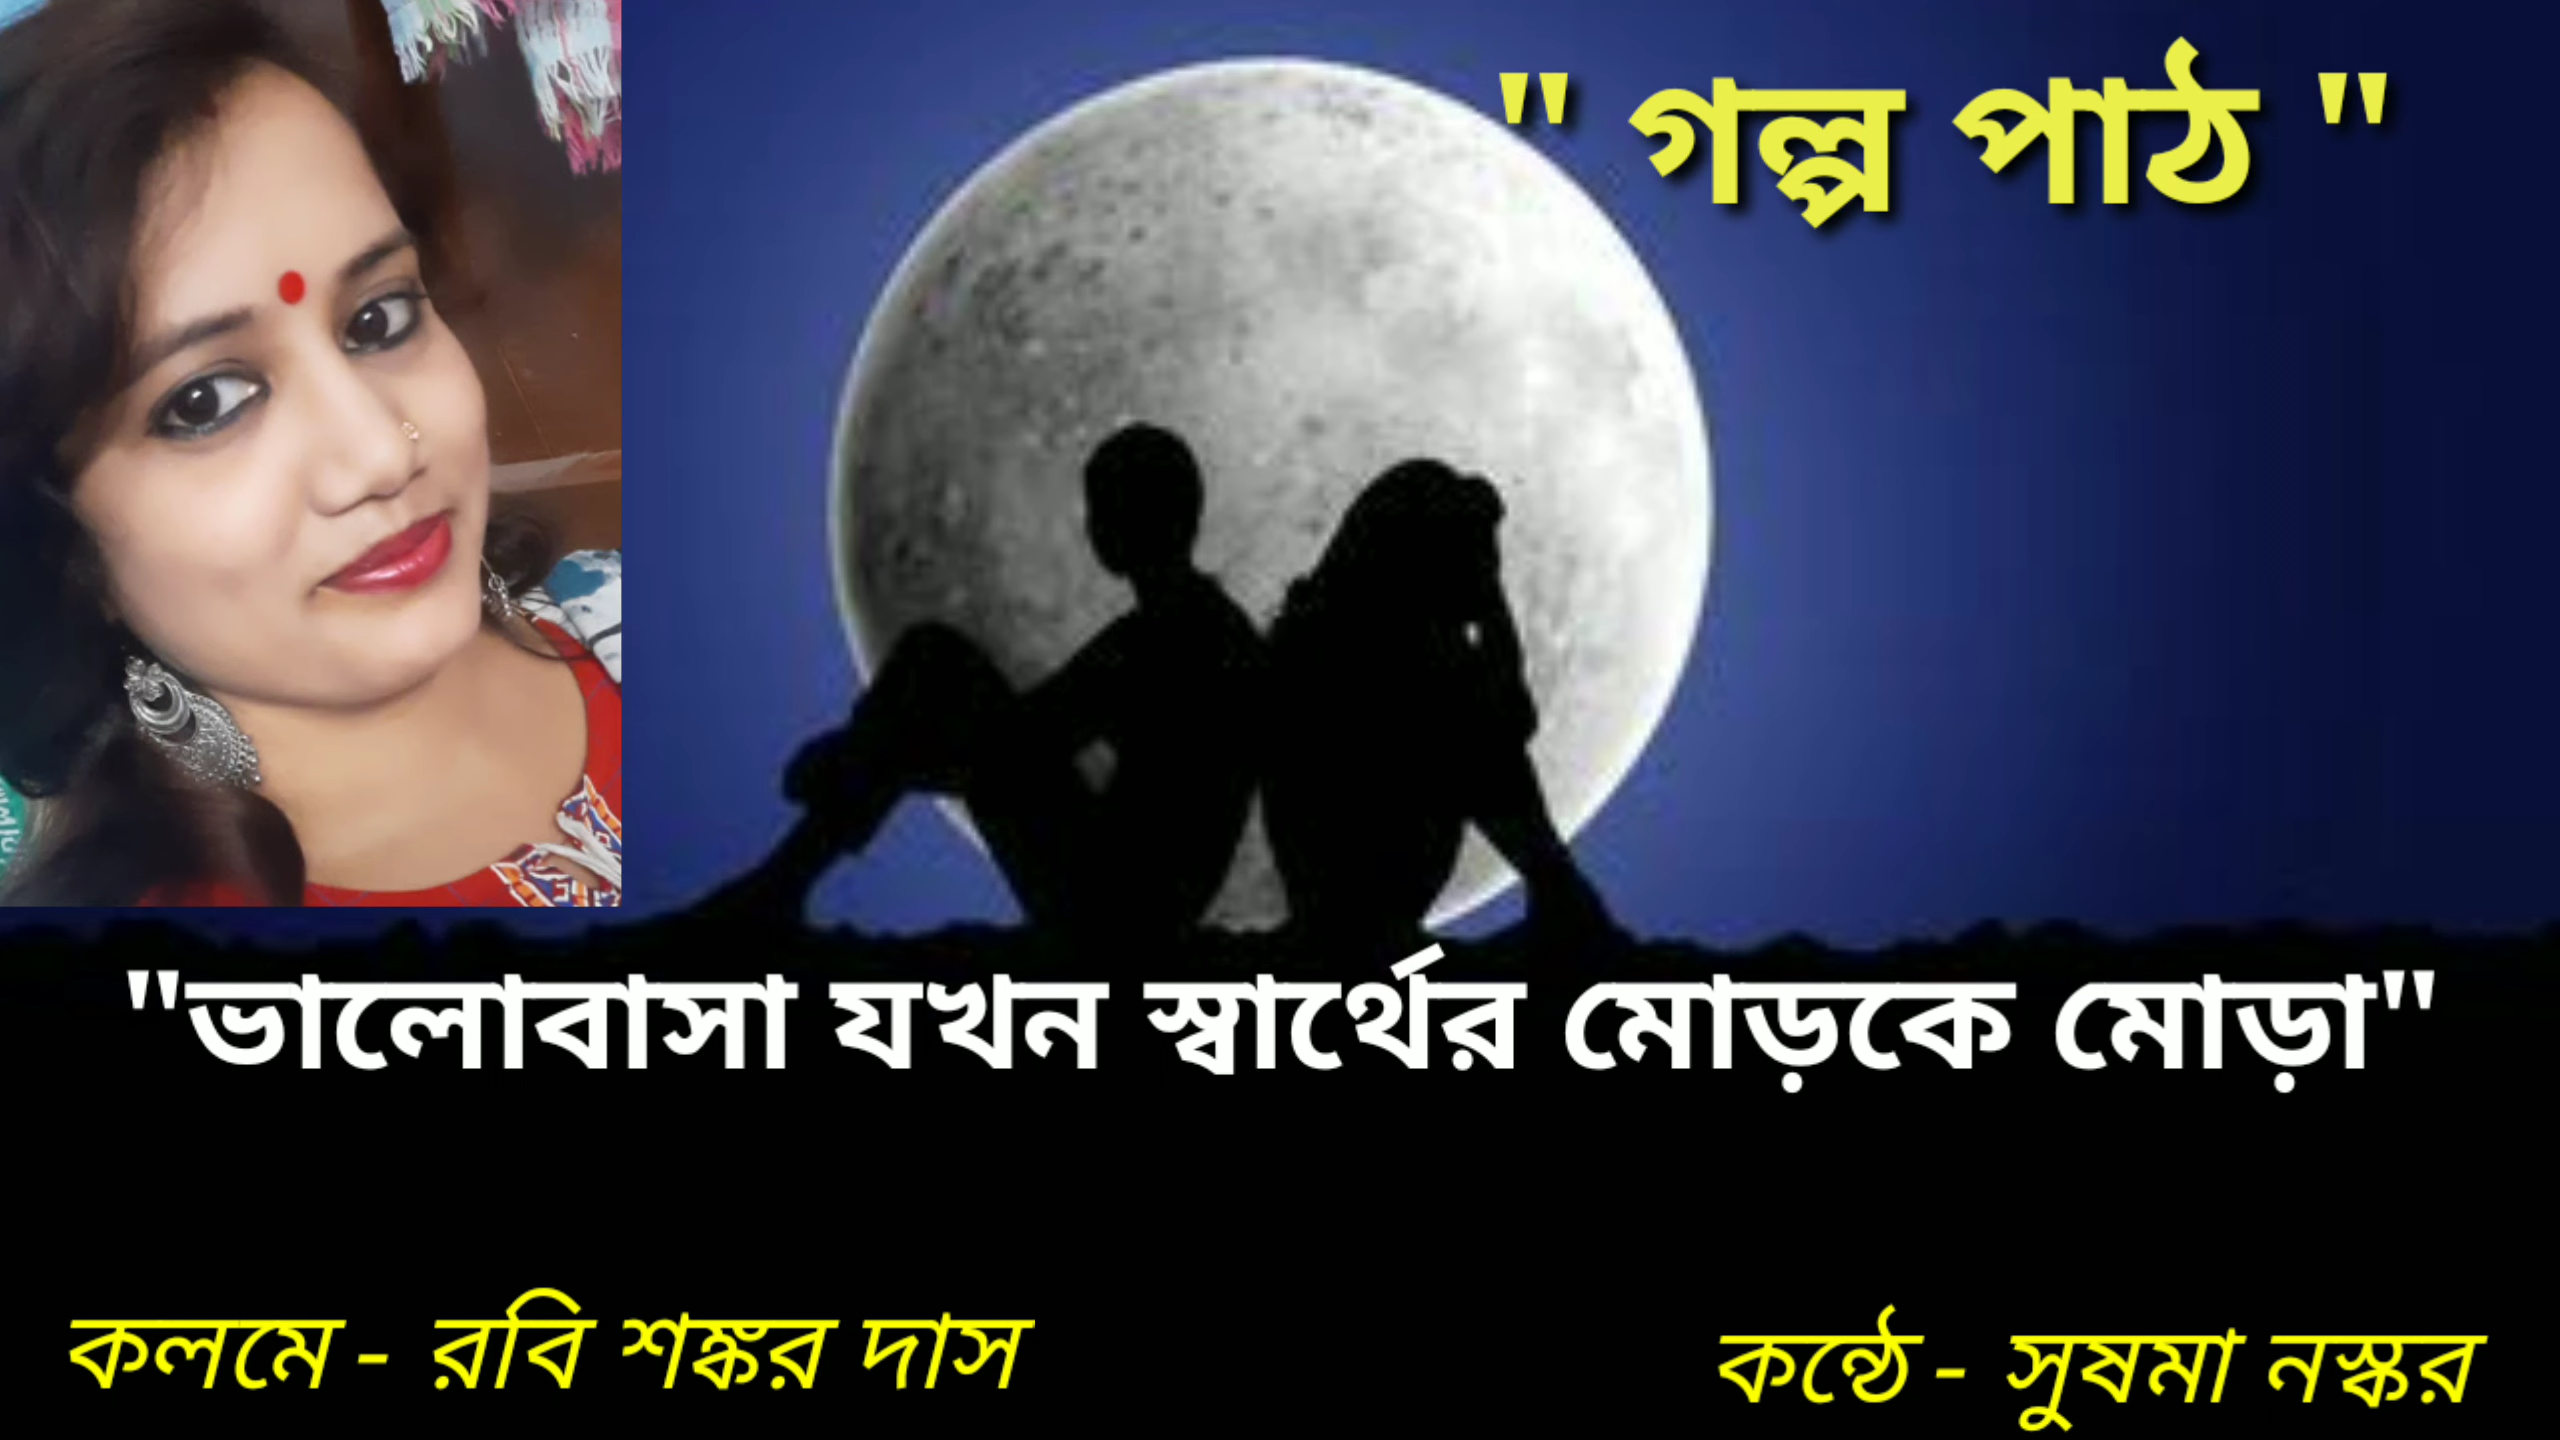 " গল্প পাঠ "
"ভালোবাসা যখন স্বার্থের মোড়কে মোড়া"
কলমে - রবি শঙ্কর দাস
কন্ঠে - সুষমা নস্কর